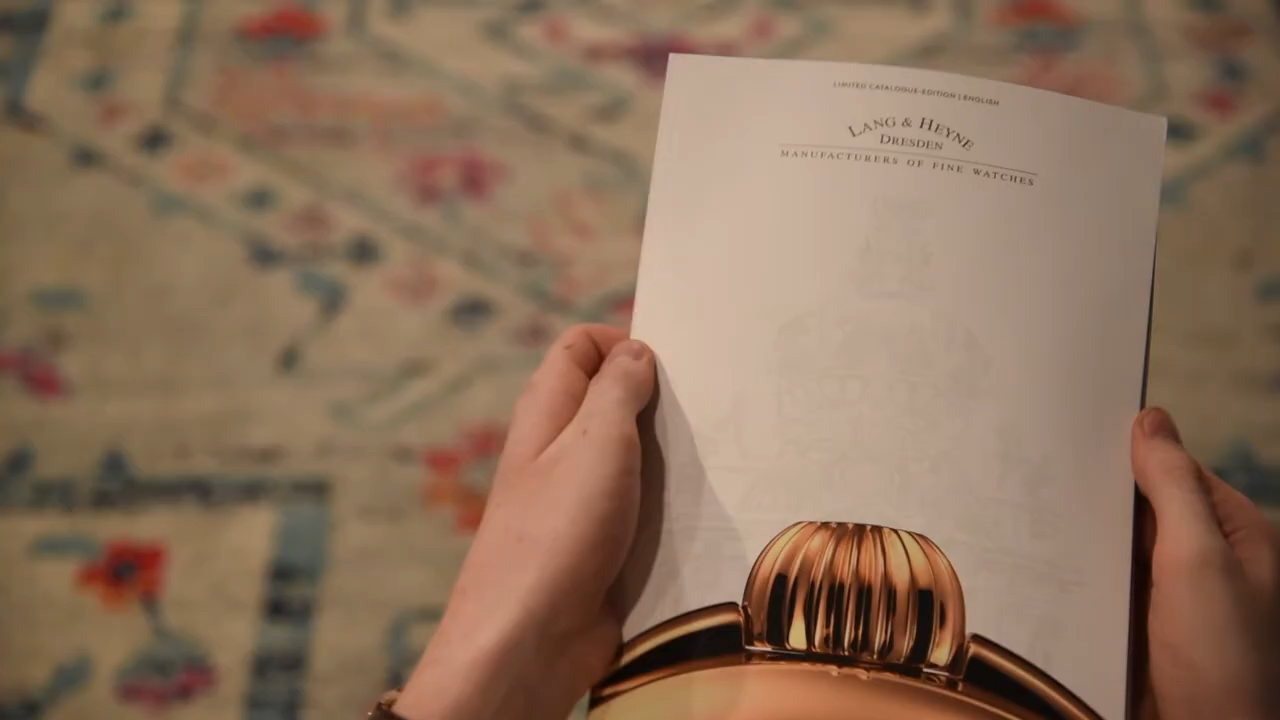 LIMITED CATALOGUE-EDITION | ENGLISH
LANG & HEYNE
DRESDEN
MANUFACTURERS OF FINE WATCHES